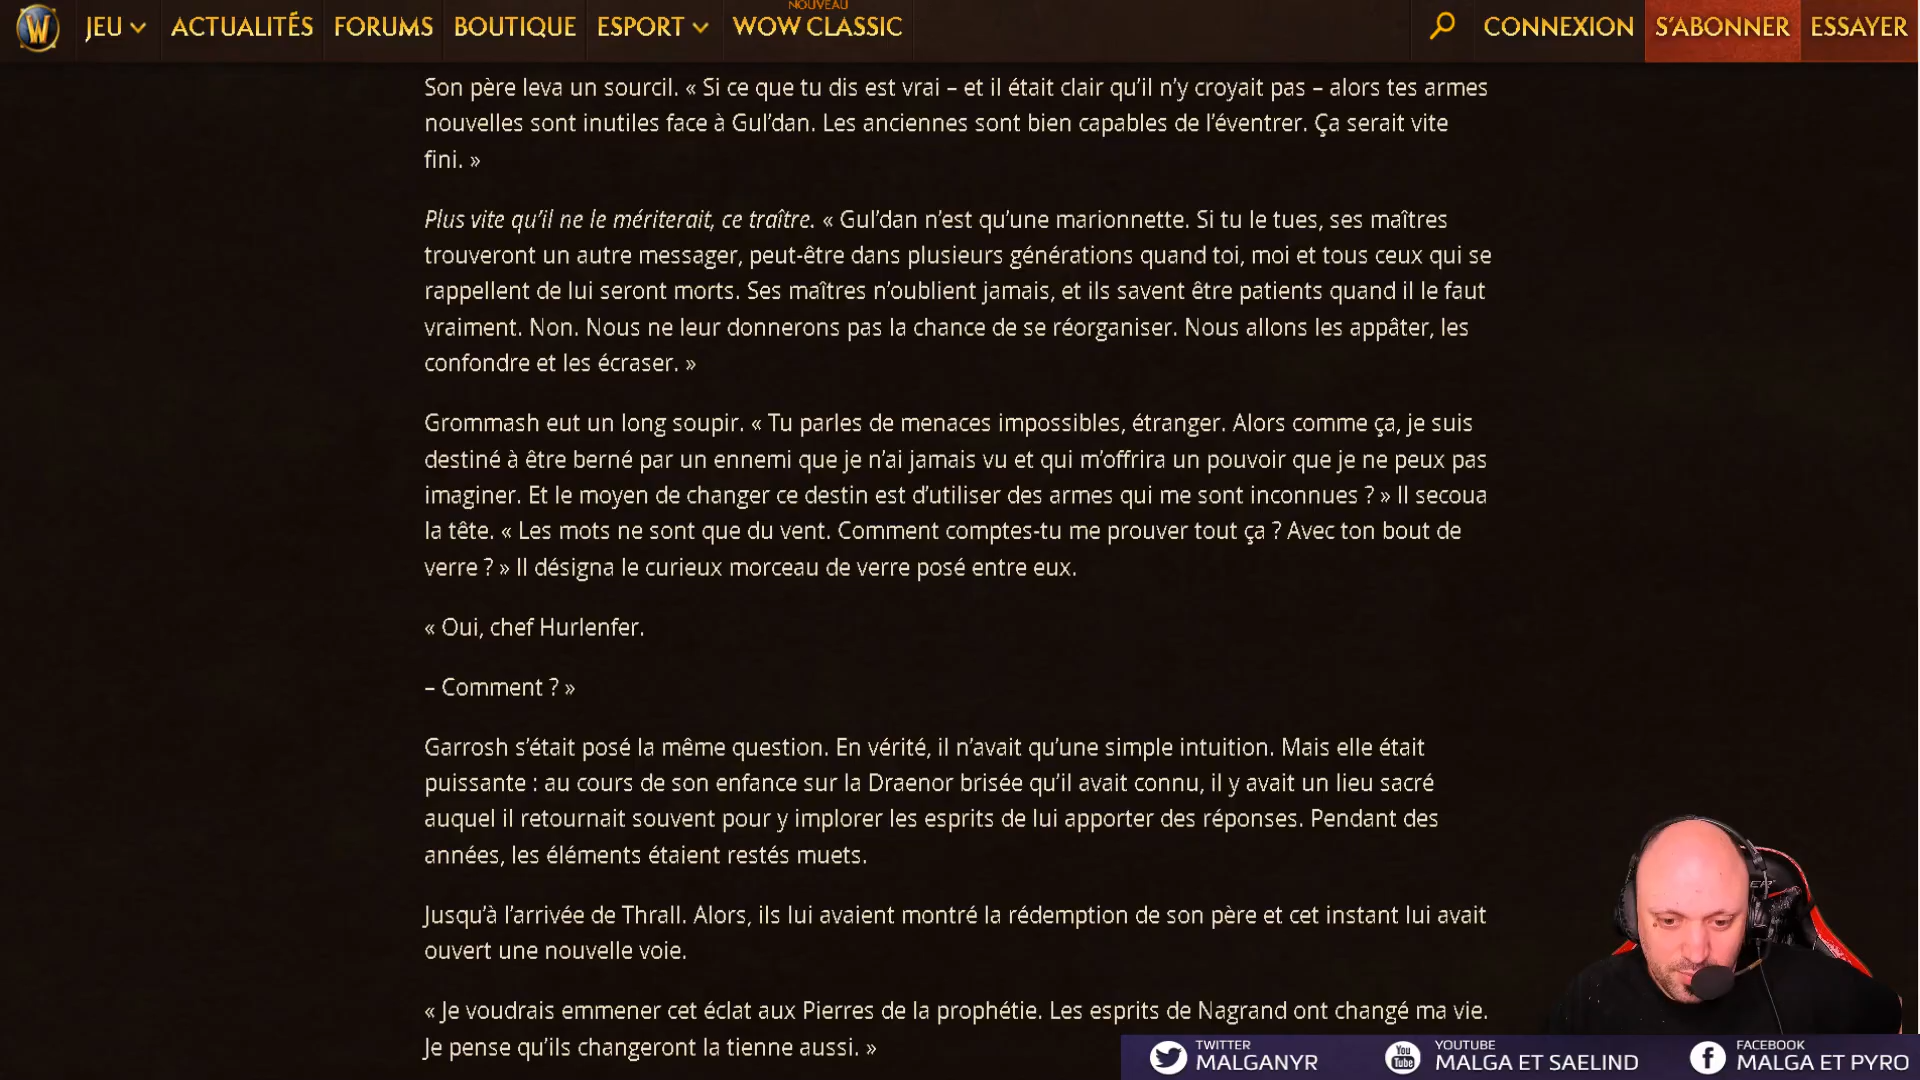 NOUVEAU
JEU
ACTUALITÉS
FORUMS
BOUTIQUE
ESPORT
WOW CLASSIC
CONNEXION
S'ABONNER
ESSAYER
Son père leva un sourcil. « Si ce que tu dis est vrai – et il était clair qu'il n'y croyait pas – alors tes armes
nouvelles sont inutiles face à Gul'dan. Les anciennes sont bien capables de l'éventrer. Ça serait vite
fini. »
Plus vite qu'il ne le mériterait, ce traître. « Gul'dan n'est qu'une marionnette. Si tu le tues, ses maîtres
trouveront un autre messager, peut-être dans plusieurs générations quand toi, moi et tous ceux qui se
rappellent de lui seront morts. Ses maîtres n'oublient jamais, et ils savent être patients quand il le faut
vraiment. Non. Nous ne leur donnerons pas la chance de se réorganiser. Nous allons les appâter, les
confondre et les écraser. »
Grommash eut un long soupir. « Tu parles de menaces impossibles, étranger. Alors comme ça, je suis
destiné à être berné par un ennemi que je n'ai jamais vu et qui m'offrira un pouvoir que je ne peux pas
imaginer. Et le moyen de changer ce destin est d'utiliser des armes qui me sont inconnues ? » Il secoua
la tête. « Les mots ne sont que du vent. Comment comptes-tu me prouver tout ça ? Avec ton bout de
verre ? » Il désigna le curieux morceau de verre posé entre eux.
« Oui, chef Hurlenfer.
– Comment ? »
Garrosh s'était posé la même question. En vérité, il n'avait qu'une simple intuition. Mais elle était
puissante : au cours de son enfance sur la Draenor brisée qu'il avait connu, il y avait un lieu sacré
auquel il retournait souvent pour y implorer les esprits de lui apporter des réponses. Pendant des
années, les éléments étaient restés muets.
Jusqu'à l'arrivée de Thrall. Alors, ils lui avaient montré la rédemption de son père et cet instant lui avait
ouvert une nouvelle voie.
« Je voudrais emmener cet éclat aux Pierres de la prophétie. Les esprits de Nagrand ont changé ma vie.
Je pense qu'ils changeront la tienne aussi. »
TWITTER
MALGANYR
You
Tube
YOUTUBE
MALGA ET SAELIND
FACEBOOK
MALGA ET PYRO